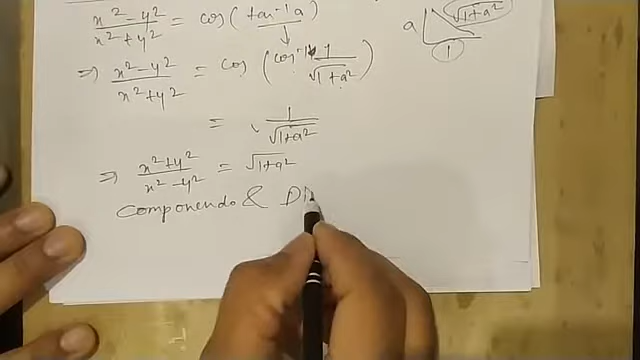 x²-y²/x²+y² = cos(tan⁻¹a)
a √1+a² 1
⇒ x²-y²/x²+y² = cos(cos⁻¹ 1/√1+a²)
= 1/√1+a²
⇒ x²+y²/x²-y² = √1+a²
Componendo & Di